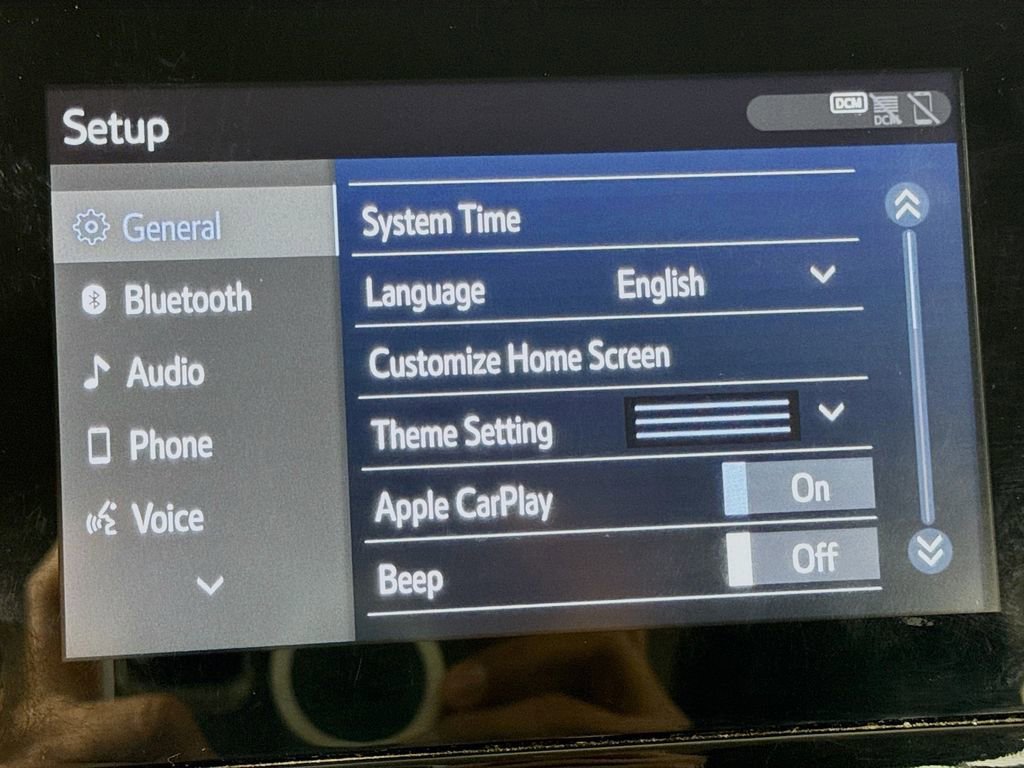 Setup
DCM
DCM
General
Bluetooth
Audio
Phone
Voice
System Time
Language English
Customize Home Screen
Theme Setting
Apple CarPlay On
Beep Off